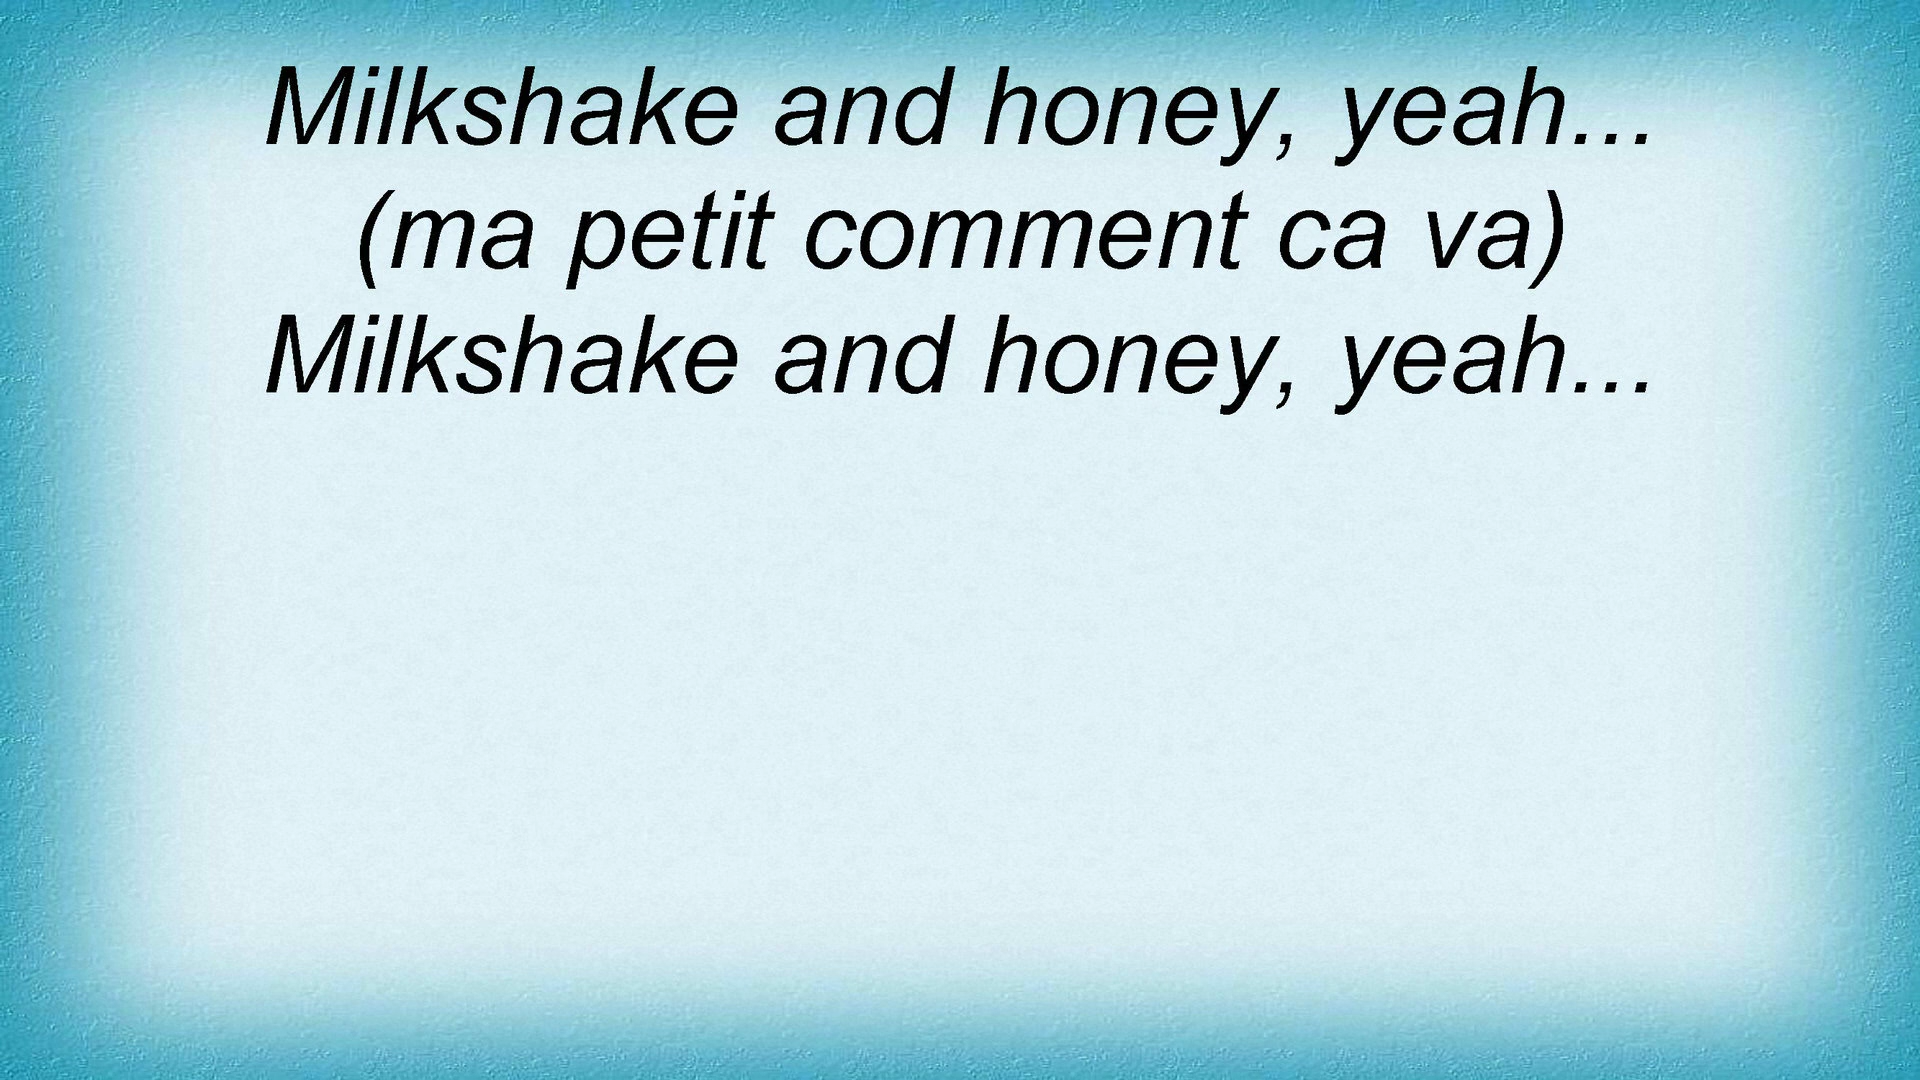 Milkshake and honey, yeah...
(ma petit comment ca va)
Milkshake and honey, yeah...